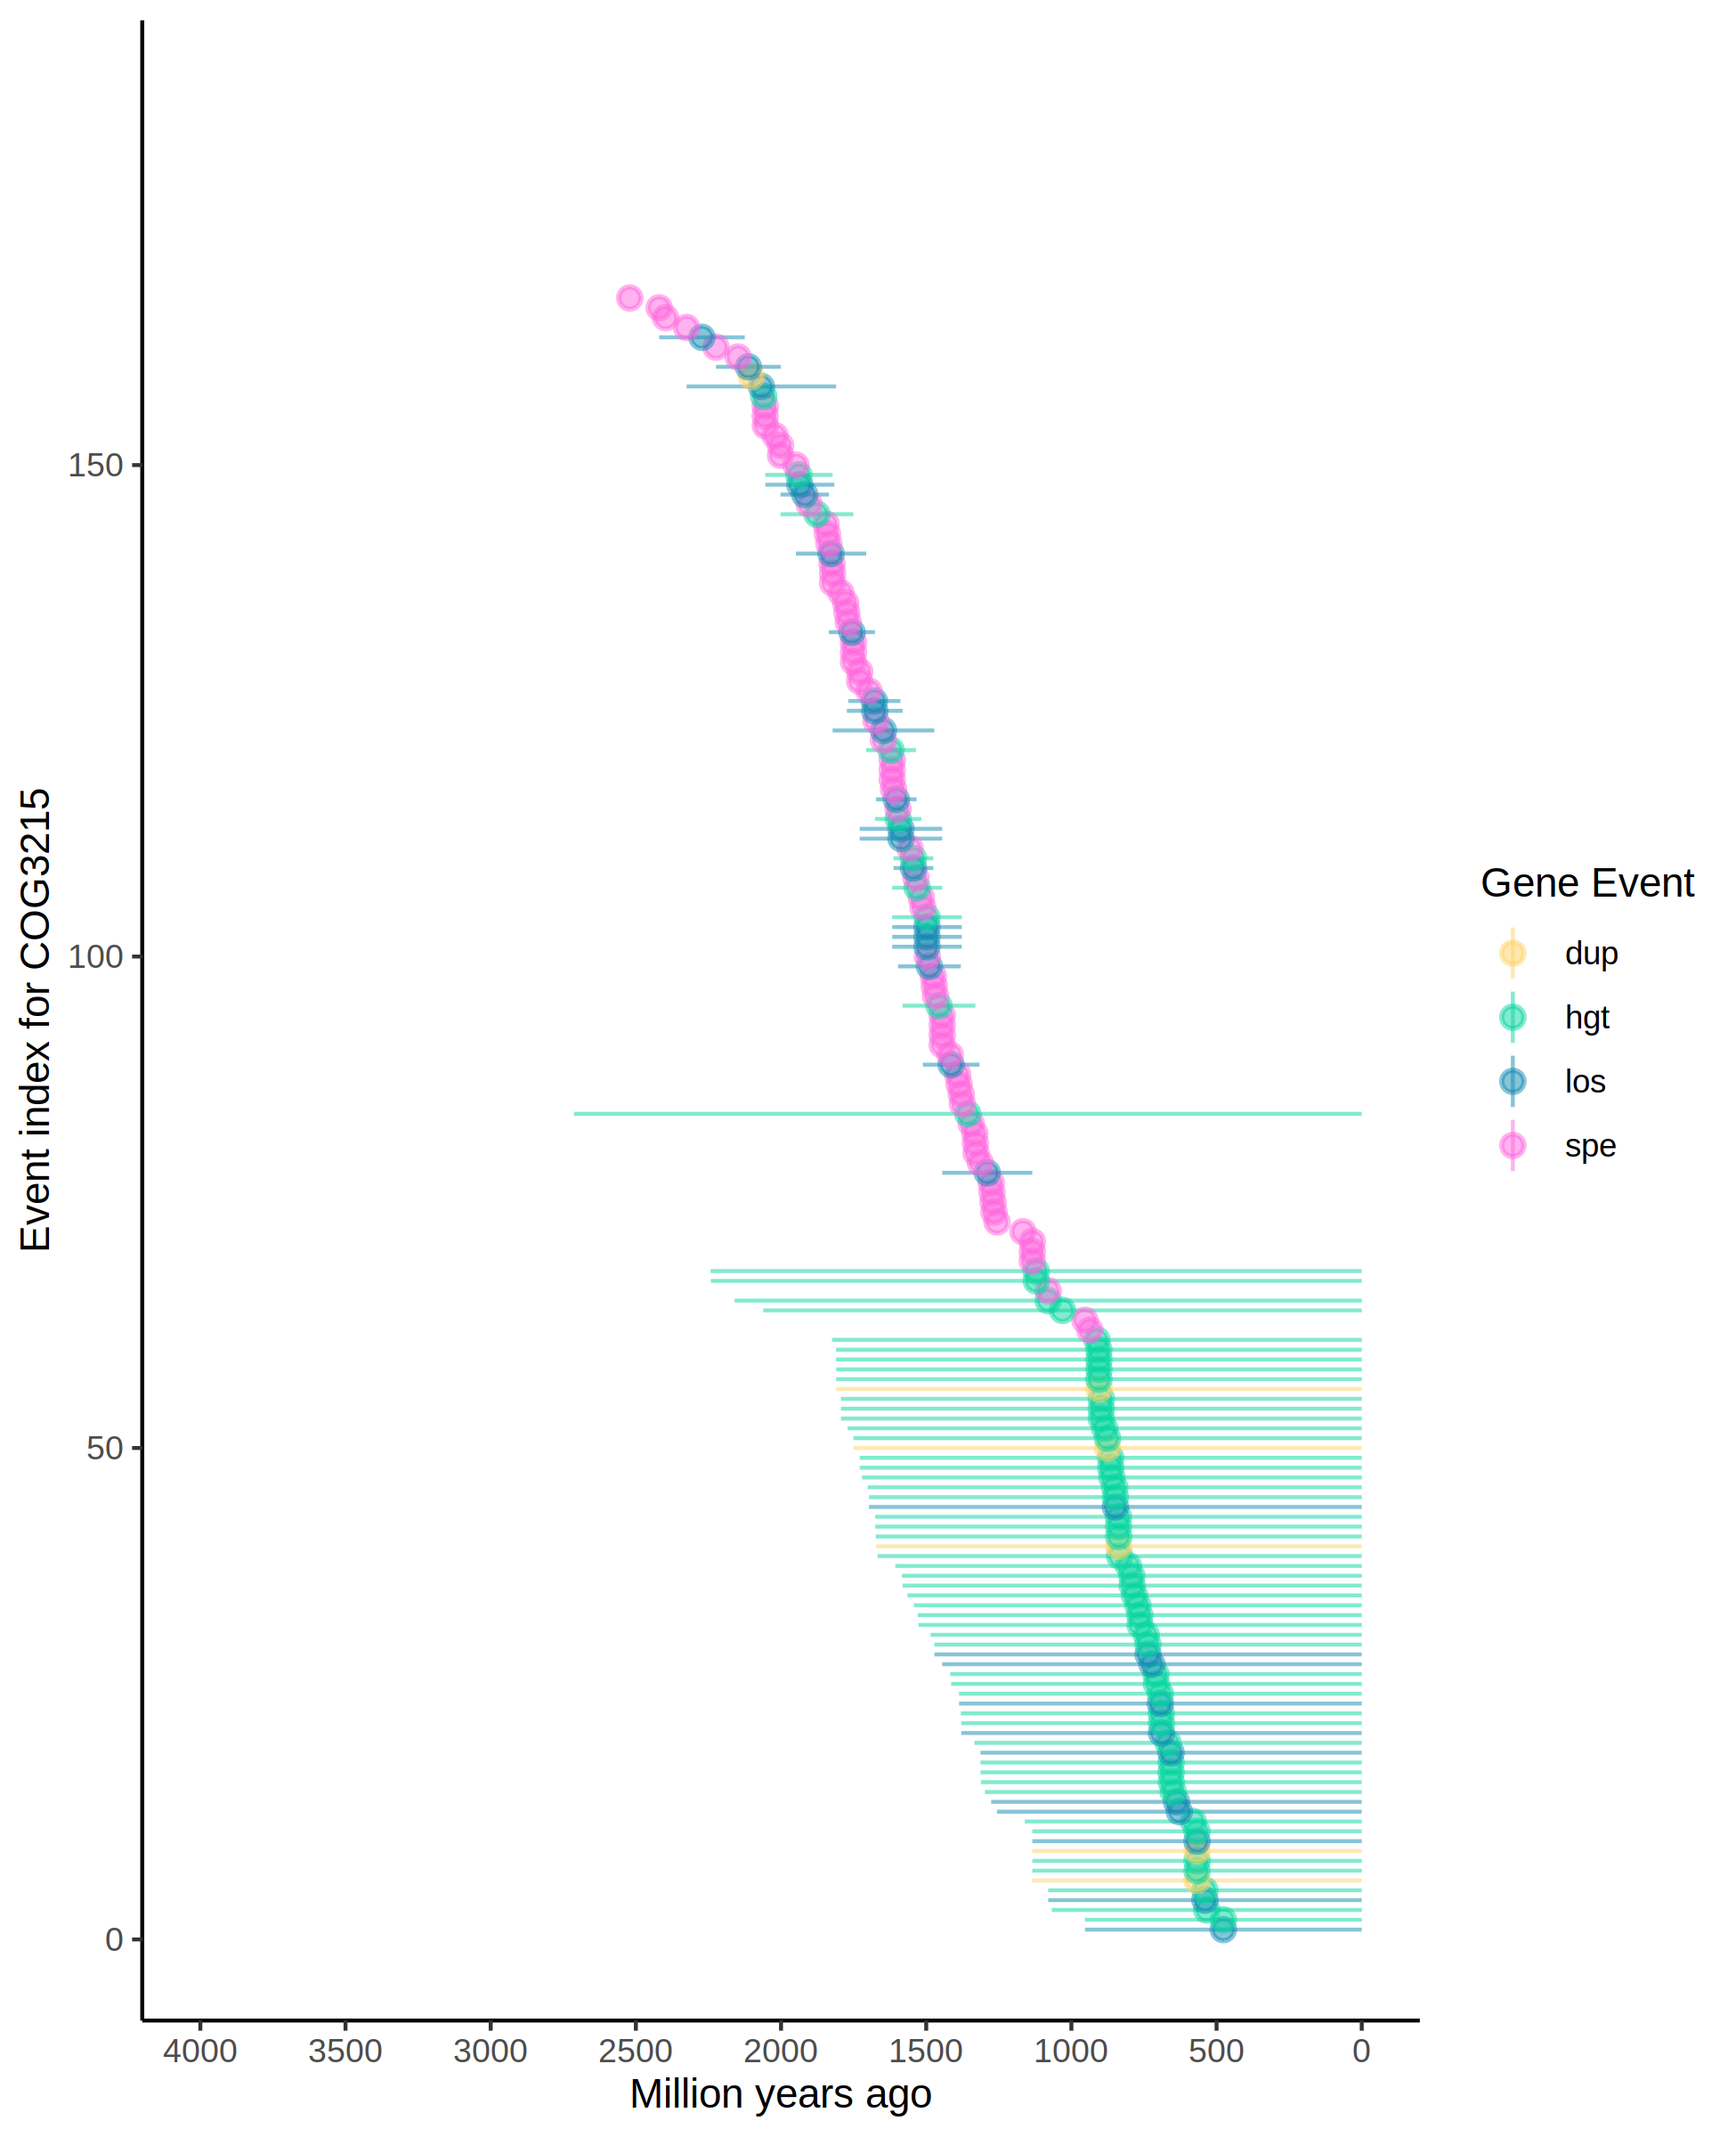 Event index for COG3215
150
100
50
0
4000 3500 3000 2500 2000 1500 1000 500 0
Million years ago
Gene Event
dup
hgt
los
spe